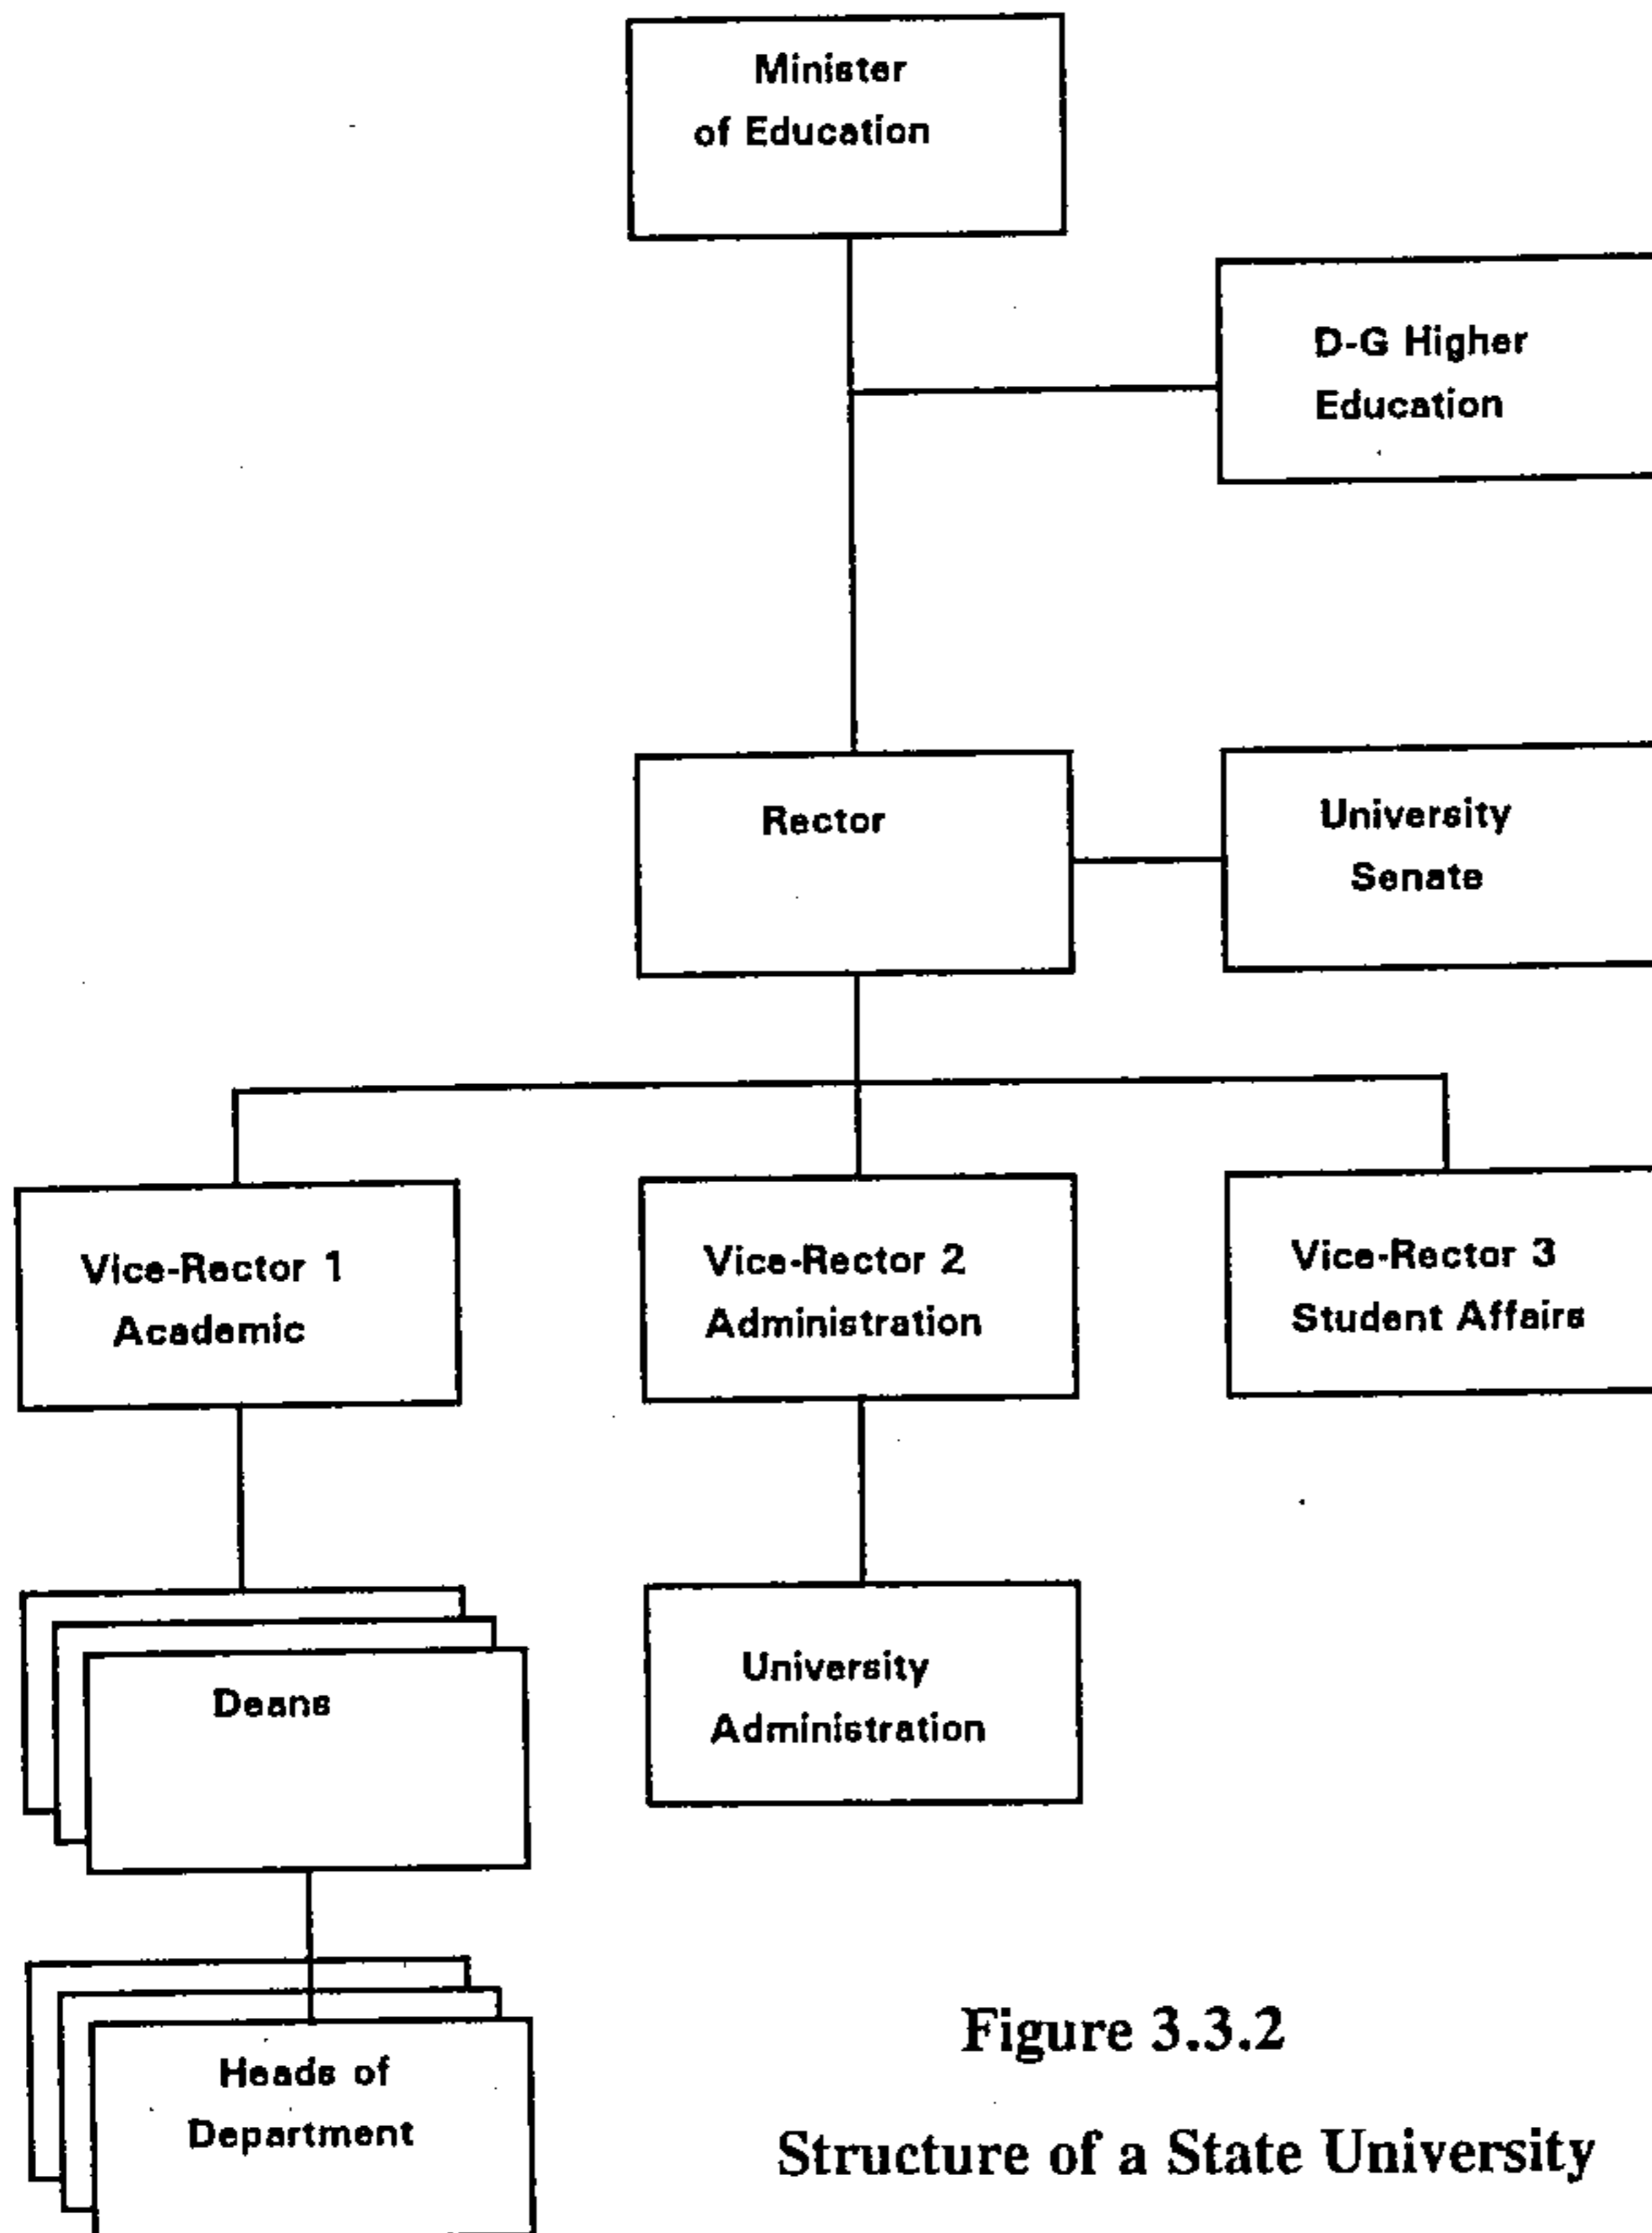 Minister
of Education
D-G Higher
Education
Rector
University
Senate
Vice-Rector 1
Academic
Vice-Rector 2
Administration
Vice-Rector 3
Student Affairs
Deans
University
Administration
Heads of
Department
Figure 3.3.2
Structure of a State University